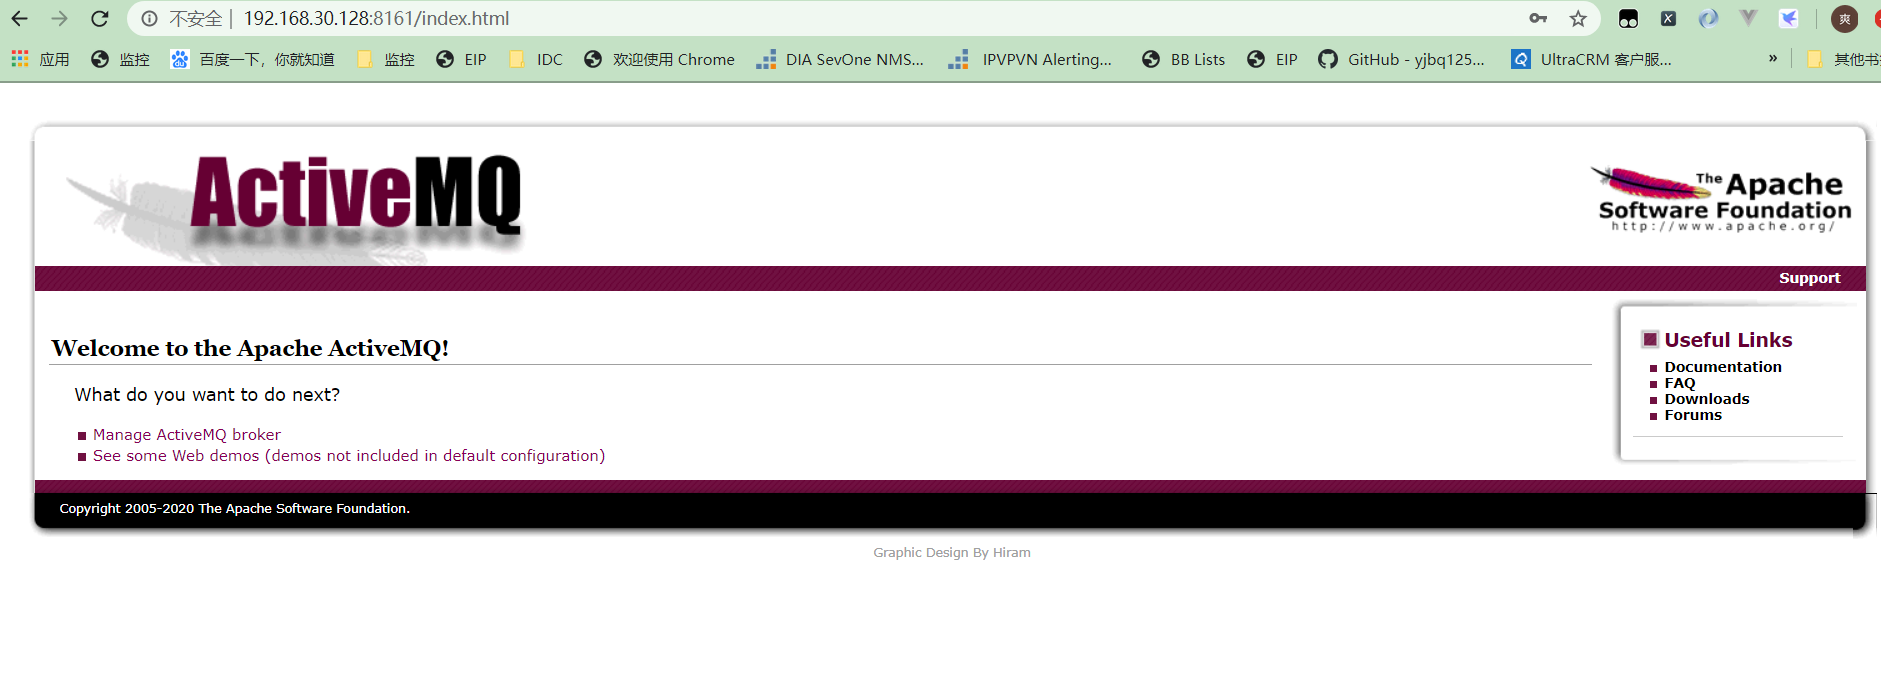 不安全 | 192.168.30.128:8161/index.html
爽
应用 监控 百度一下，你就知道 监控 EIP IDC 欢迎使用 Chrome DIA SevOne NMS... IPVPVN Alerting... BB Lists EIP GitHub - yjbq125... UltraCRM 客户服... » 其他书
ActiveMQ
The Apache
Software Foundation
http://www.apache.org/
Support
Welcome to the Apache ActiveMQ!
What do you want to do next?
Manage ActiveMQ broker
See some Web demos (demos not included in default configuration)
Useful Links
Documentation
FAQ
Downloads
Forums
Copyright 2005-2020 The Apache Software Foundation.
Graphic Design By Hiram